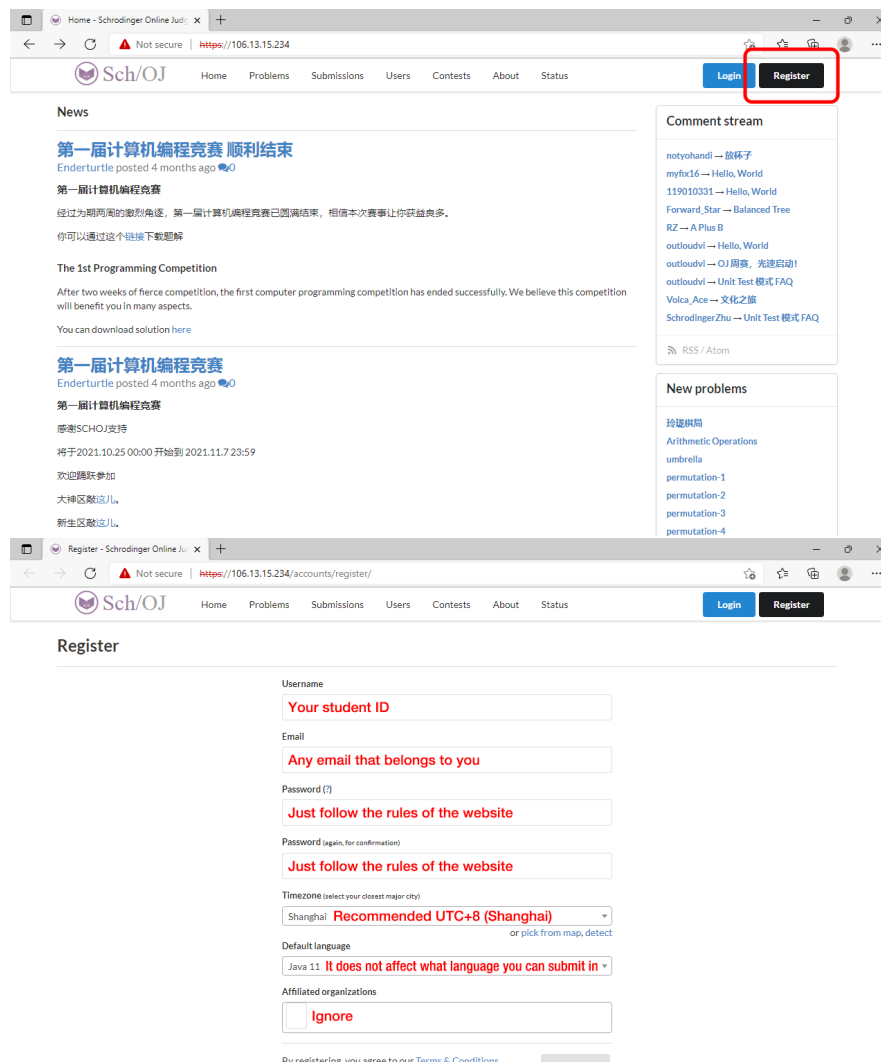 Home - Schrodinger Online Judg
Not secure | https://106.13.15.234
Sch/OJ Home Problems Submissions Users Contests About Status Login Register
News
第一届计算机编程竞赛 顺利结束
Enderturtle posted 4 months ago 0
第一届计算机编程竞赛
经过为期两周的激烈角逐，第一届计算机编程竞赛已圆满结束，相信本次赛事让你获益良多。
你可以通过这个链接下载题解
The 1st Programming Competition
After two weeks of fierce competition, the first computer programming competition has ended successfully. We believe this competition
will benefit you in many aspects.
You can download solution here
第一届计算机编程竞赛
Enderturtle posted 4 months ago 0
第一届计算机编程竞赛
感谢SCHOJ支持
将于2021.10.25 00:00 开始到 2021.11.7 23:59
欢迎踊跃参加
大神区敲这儿。
新生区敲这儿。
Comment stream
notyohandi → 放杯子
myfix16 → Hello, World
119010331 → Hello, World
Forward_Star → Balanced Tree
RZ → A Plus B
outloudvi → Hello, World
outloudvi → OJ 周赛，光速启动！
outloudvi → Unit Test 模式 FAQ
Volca_Ace → 文化之旅
SchrodingerZhu → Unit Test 模式 FAQ
RSS / Atom
New problems
玲珑棋局
Arithmetic Operations
umbrella
permutation-1
permutation-2
permutation-3
permutation-4
Register - Schrodinger Online Ju
Not secure | https://106.13.15.234/accounts/register/
Sch/OJ Home Problems Submissions Users Contests About Status Login Register
Register
Username
Your student ID
Email
Any email that belongs to you
Password (?)
Just follow the rules of the website
Password (again, for confirmation)
Just follow the rules of the website
Timezone (select your closest major city)
Shanghai Recommended UTC+8 (Shanghai)
or pick from map, detect
Default language
Java 11 It does not affect what language you can submit in
Affiliated organizations
Ignore
By registering, you agree to our Terms & Conditions